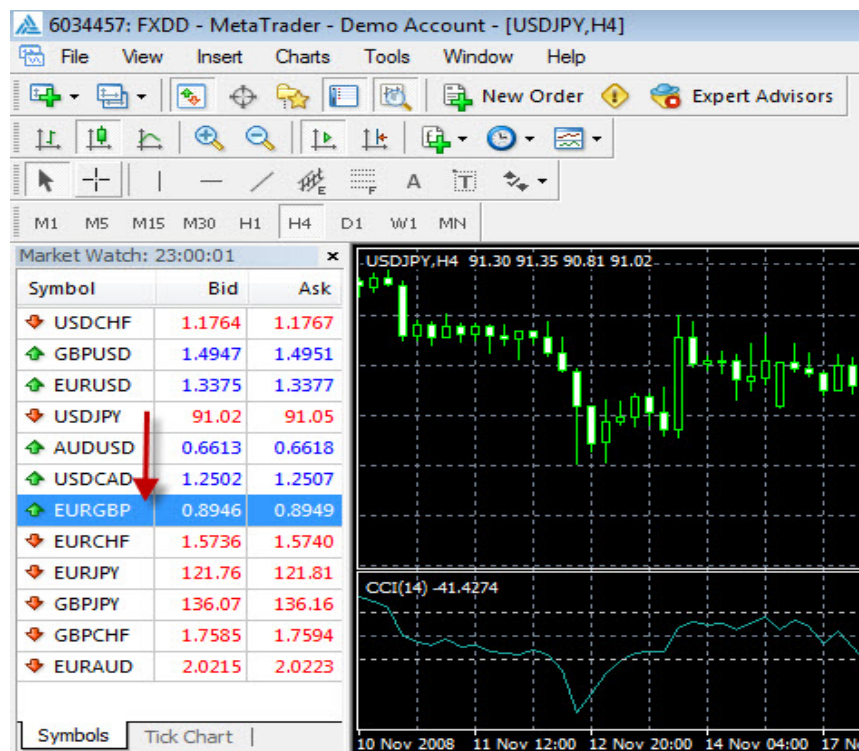 6034457: FXDD - MetaTrader - Demo Account - [USDJPY,H4]
File View Insert Charts Tools Window Help
New Order Expert Advisors
E F A T
M1 M5 M15 M30 H1 H4 D1 W1 MN
Market Watch: 23:00:01
Symbol Bid Ask
USDCHF 1.1764 1.1767
GBPUSD 1.4947 1.4951
EURUSD 1.3375 1.3377
USDJPY 91.02 91.05
AUDUSD 0.6613 0.6618
USDCAD 1.2502 1.2507
EURGBP 0.8946 0.8949
EURCHF 1.5736 1.5740
EURJPY 121.76 121.81
GBPJPY 136.07 136.16
GBPCHF 1.7585 1.7594
EURAUD 2.0215 2.0223
Symbols Tick Chart
USDJPY,H4 91.30 91.35 90.81 91.02
CCI(14) -41.4274
10 Nov 2008 11 Nov 12:00 12 Nov 20:00 14 Nov 04:00 17 N